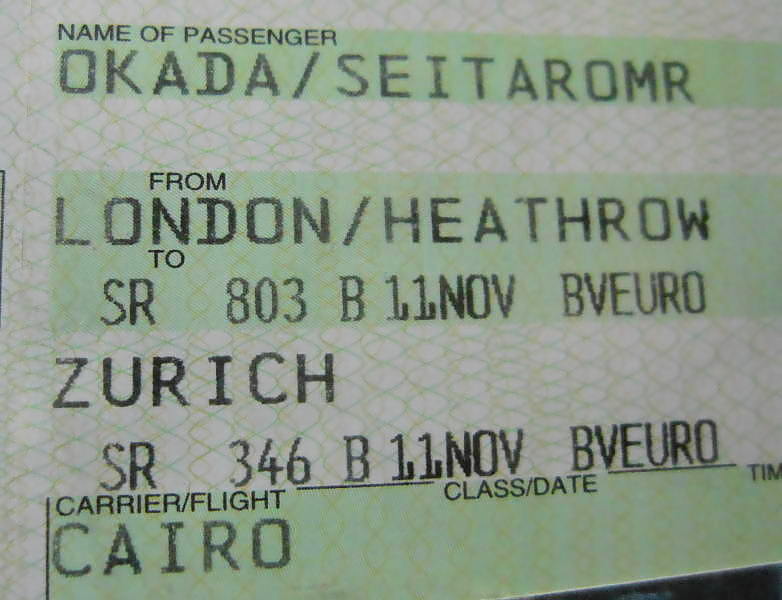 NAME OF PASSENGER
OKADA/SEITAROMR
FROM
LONDON/HEATHROW
TO
SR 803 B 11NOV BVEURO
ZURICH
SR 346 B 11NOV BVEURO
CARRIER/FLIGHT CLASS/DATE TIM
CAIRO